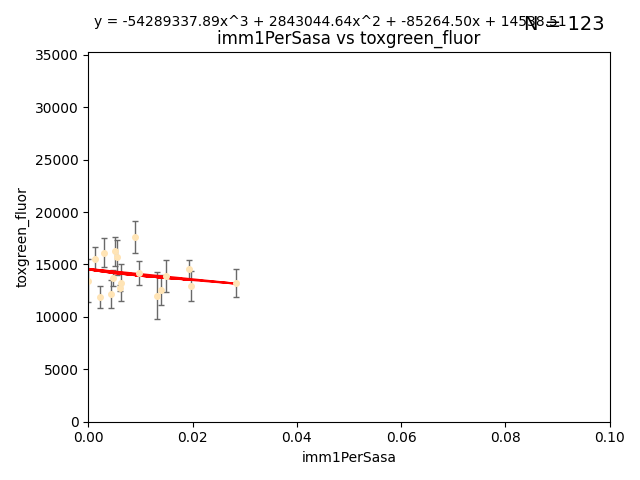 y = -54289337.89x^3 + 2843044.64x^2 + -85264.50x + 14538.51
N = 123
imm1PerSasa vs toxgreen_fluor
35000
30000
25000
20000
15000
10000
5000
0
toxgreen_fluor
0.00 0.02 0.04 0.06 0.08 0.10
imm1PerSasa